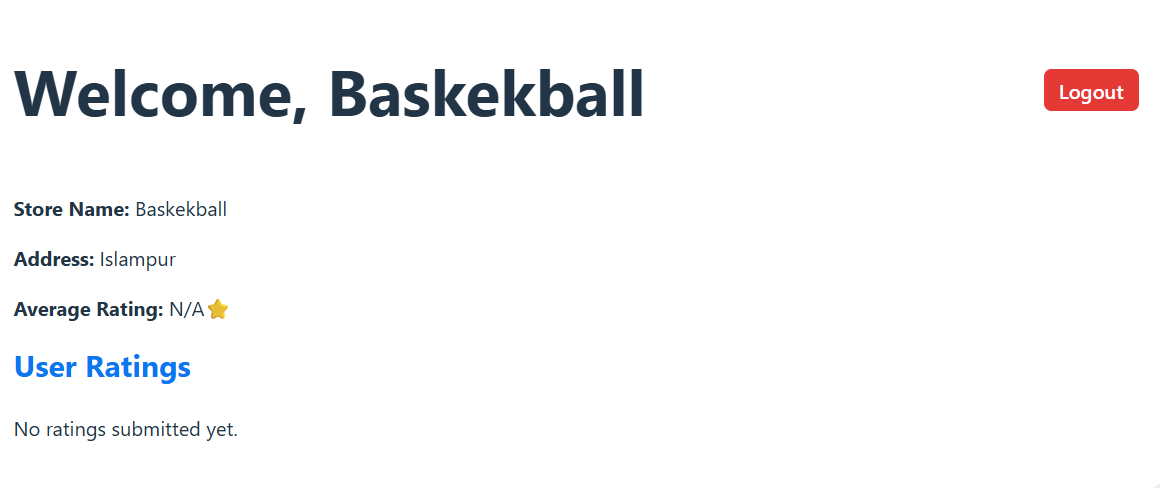 Welcome, Baskekball
Logout
Store Name: Baskekball
Address: Islampur
Average Rating: N/A⭐
User Ratings
No ratings submitted yet.